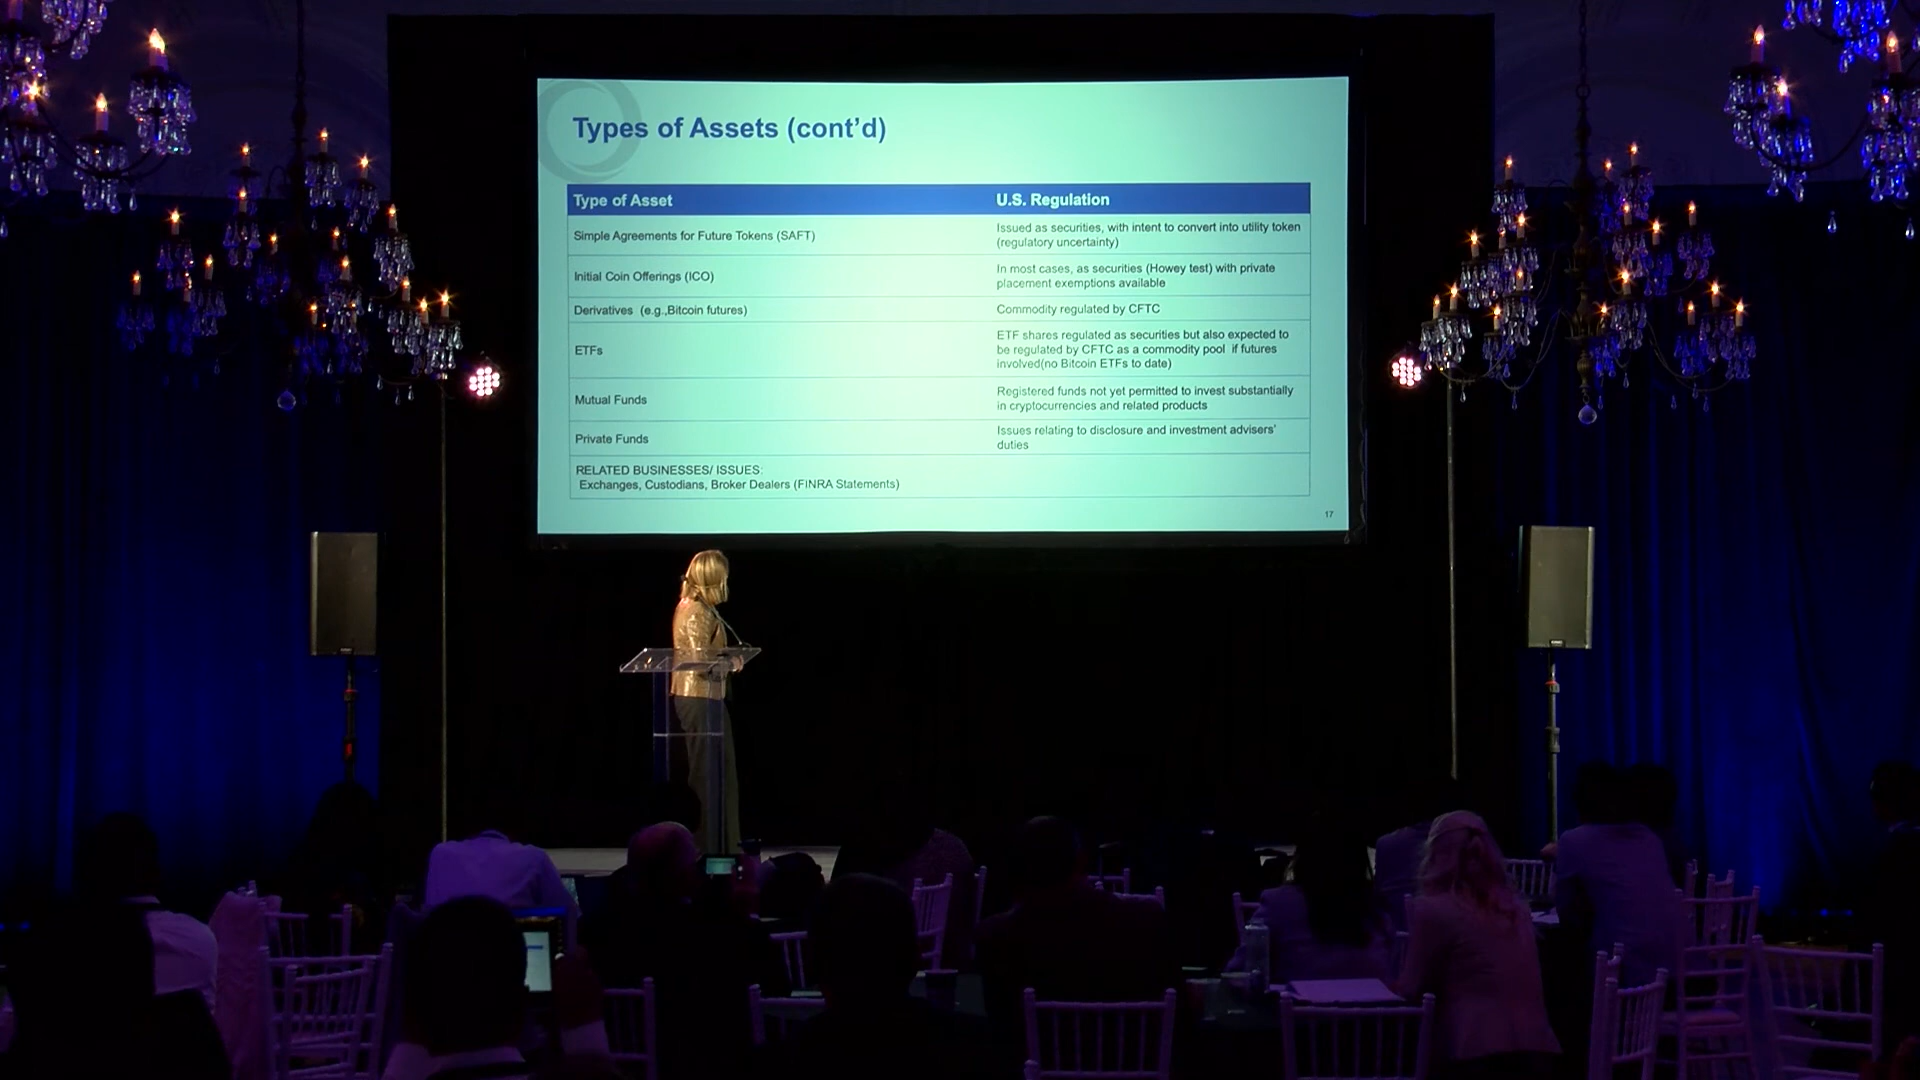 Types of Assets (cont'd)
Type of Asset
U.S. Regulation
Simple Agreements for Future Tokens (SAFT)
Issued as securities, with intent to convert into utility token
(regulatory uncertainty)
Initial Coin Offerings (ICO)
In most cases, as securities (Howey test) with private
placement exemptions available
Derivatives (e.g.,Bitcoin futures)
Commodity regulated by CFTC
ETFs
ETF shares regulated as securities but also expected to
be regulated by CFTC as a commodity pool if futures
involved(no Bitcoin ETFs to date)
Mutual Funds
Registered funds not yet permitted to invest substantially
in cryptocurrencies and related products
Private Funds
Issues relating to disclosure and investment advisers'
duties
RELATED BUSINESSES/ ISSUES:
Exchanges, Custodians, Broker Dealers (FINRA Statements)
17